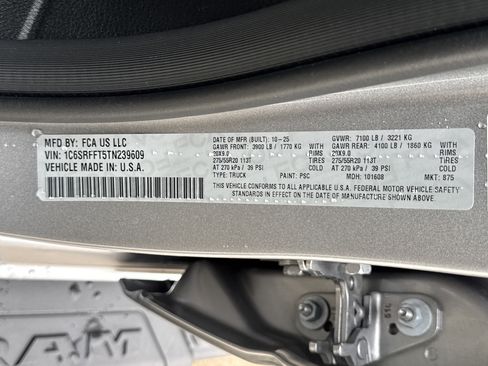 MFD BY: FCA US LLC
VIN: 1C6SRFFT5TN239609
VEHICLE MADE IN U.S.A.
DATE OF MFR (BUILT): 10-25
GAWR FRONT: 3900 LB / 1770 KG WITH
20X9.0 RIMS
275/55R20 113T TIRES
AT 270 kPa / 39 PSI COLD
TYPE: TRUCK PAINT: PSC
GVWR: 7100 LB / 3221 KG
GAWR REAR: 4100 LB / 1860 KG WITH
20X9.0 RIMS
275/55R20 113T TIRES
AT 270 kPa / 39 PSI COLD
MDH: 101608 MKT: 875
THIS VEHICLE CONFORMS TO ALL APPLICABLE U.S.A. FEDERAL MOTOR VEHICLE SAFETY
STANDARDS IN EFFECT ON THE DATE OF MANUFACTURE SHOWN ABOVE.
RAM